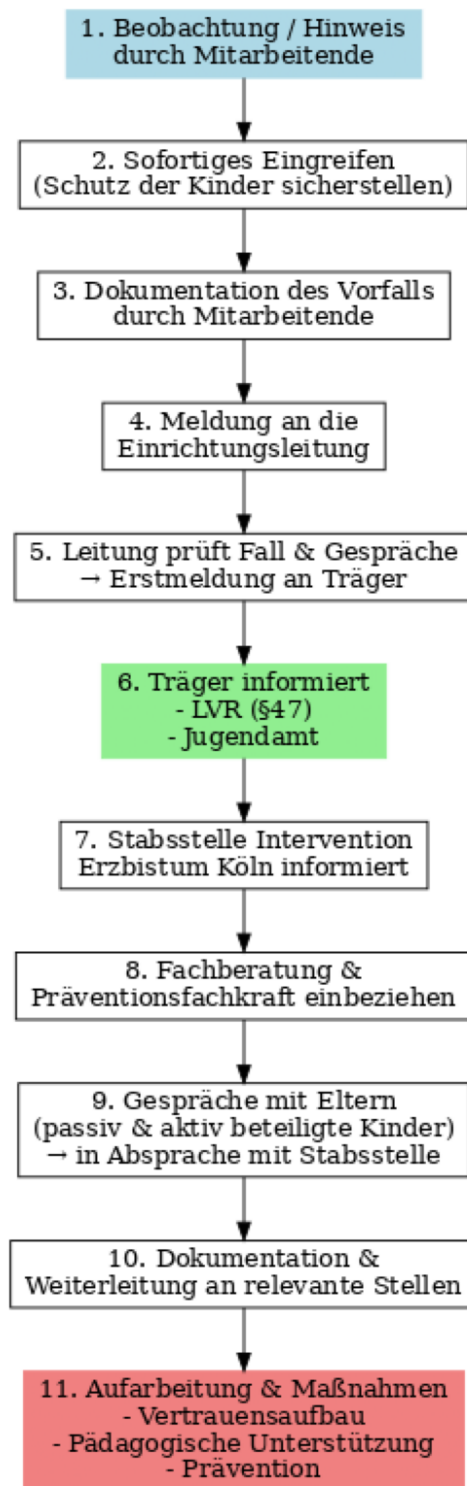 1. Beobachtung / Hinweis
durch Mitarbeitende
2. Sofortiges Eingreifen
(Schutz der Kinder sicherstellen)
3. Dokumentation des Vorfalls
durch Mitarbeitende
4. Meldung an die
Einrichtungsleitung
5. Leitung prüft Fall & Gespräche
→ Erstmeldung an Träger
6. Träger informiert
- LVR (§47)
- Jugendamt
7. Stabsstelle Intervention
Erzbistum Köln informiert
8. Fachberatung &
Präventionsfachkraft einbeziehen
9. Gespräche mit Eltern
(passiv & aktiv beteiligte Kinder)
→ in Absprache mit Stabsstelle
10. Dokumentation &
Weiterleitung an relevante Stellen
11. Aufarbeitung & Maßnahmen
- Vertrauensaufbau
- Pädagogische Unterstützung
- Prävention